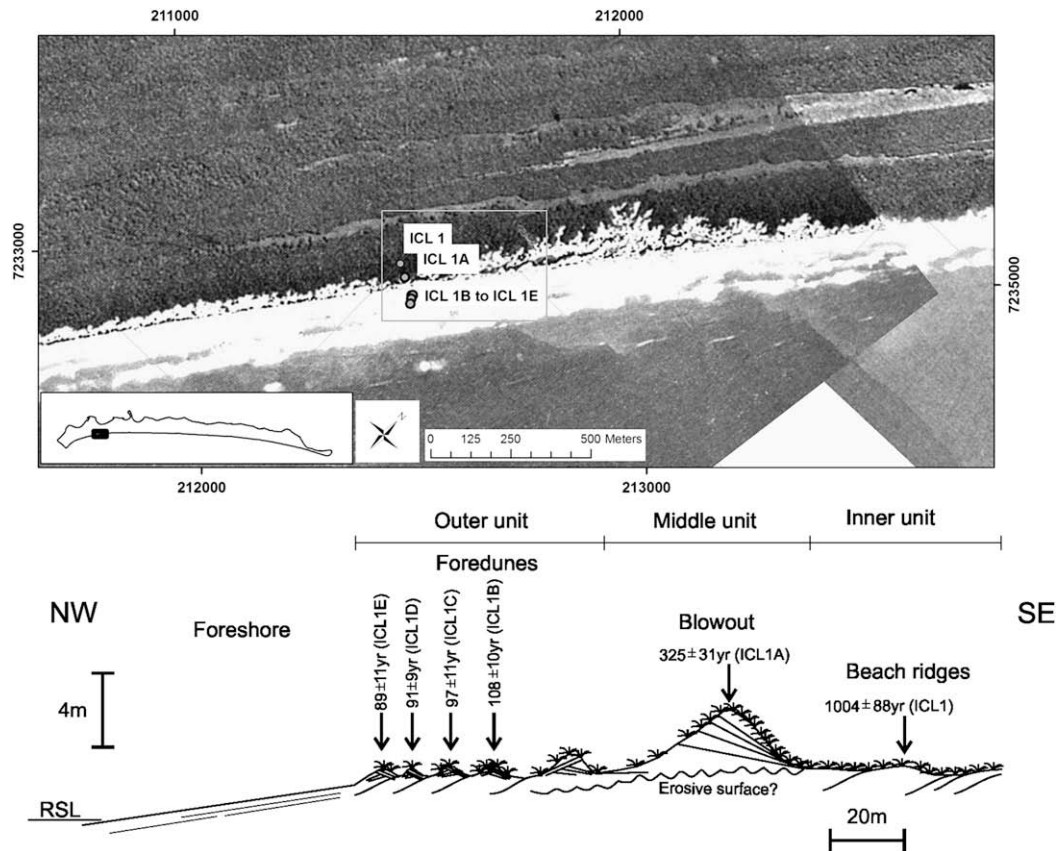 211000
212000
7233000
7235000
ICL 1
ICL 1A
ICL 1B to ICL 1E
N
0 125 250 500 Meters
212000
213000
Outer unit
Middle unit
Inner unit
Foredunes
NW
SE
Foreshore
89±11yr (ICL1E)
91±9yr (ICL1D)
97±11yr (ICL1C)
108±10yr (ICL1B)
Blowout
325±31yr (ICL1A)
Beach ridges
1004±88yr (ICL1)
4m
RSL
Erosive surface?
20m